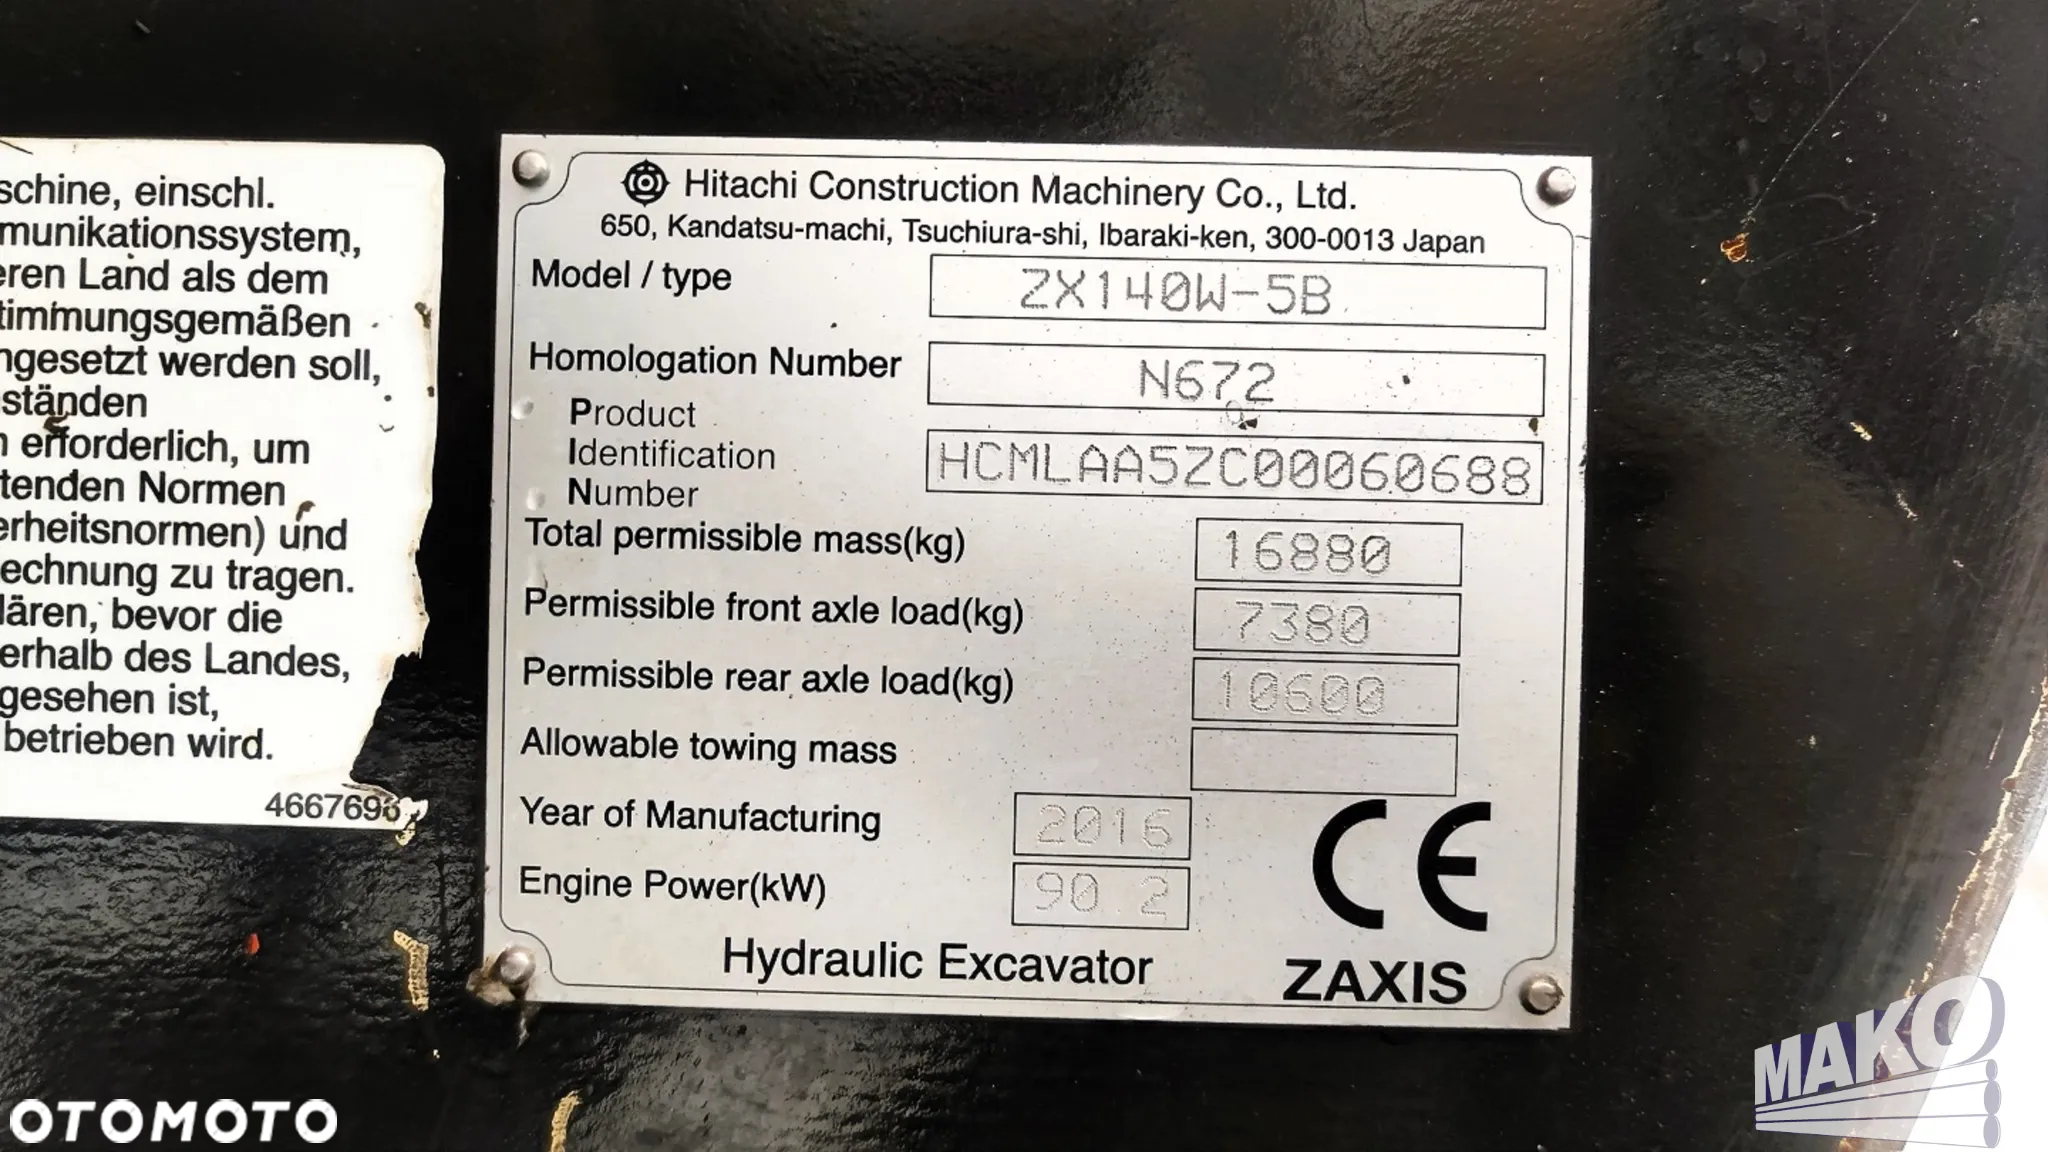 schine, einschl.
munikationssystem,
eren Land als dem
timmungsgemäßen
ngesetzt werden soll,
ständen
n erforderlich, um
tenden Normen
erheitsnormen) und
echnung zu tragen.
lären, bevor die
erhalb des Landes,
gesehen ist,
betrieben wird.
4667696
Hitachi Construction Machinery Co., Ltd.
650, Kandatsu-machi, Tsuchiura-shi, Ibaraki-ken, 300-0013 Japan
Model / type ZX140W-5B
Homologation Number N672
Product
Identification HCMLAA5ZC00060688
Number
Total permissible mass(kg) 16880
Permissible front axle load(kg) 7380
Permissible rear axle load(kg) 10600
Allowable towing mass
Year of Manufacturing 2016
Engine Power(kW) 90.2
CE
Hydraulic Excavator ZAXIS
OTOMOTO
MAKO